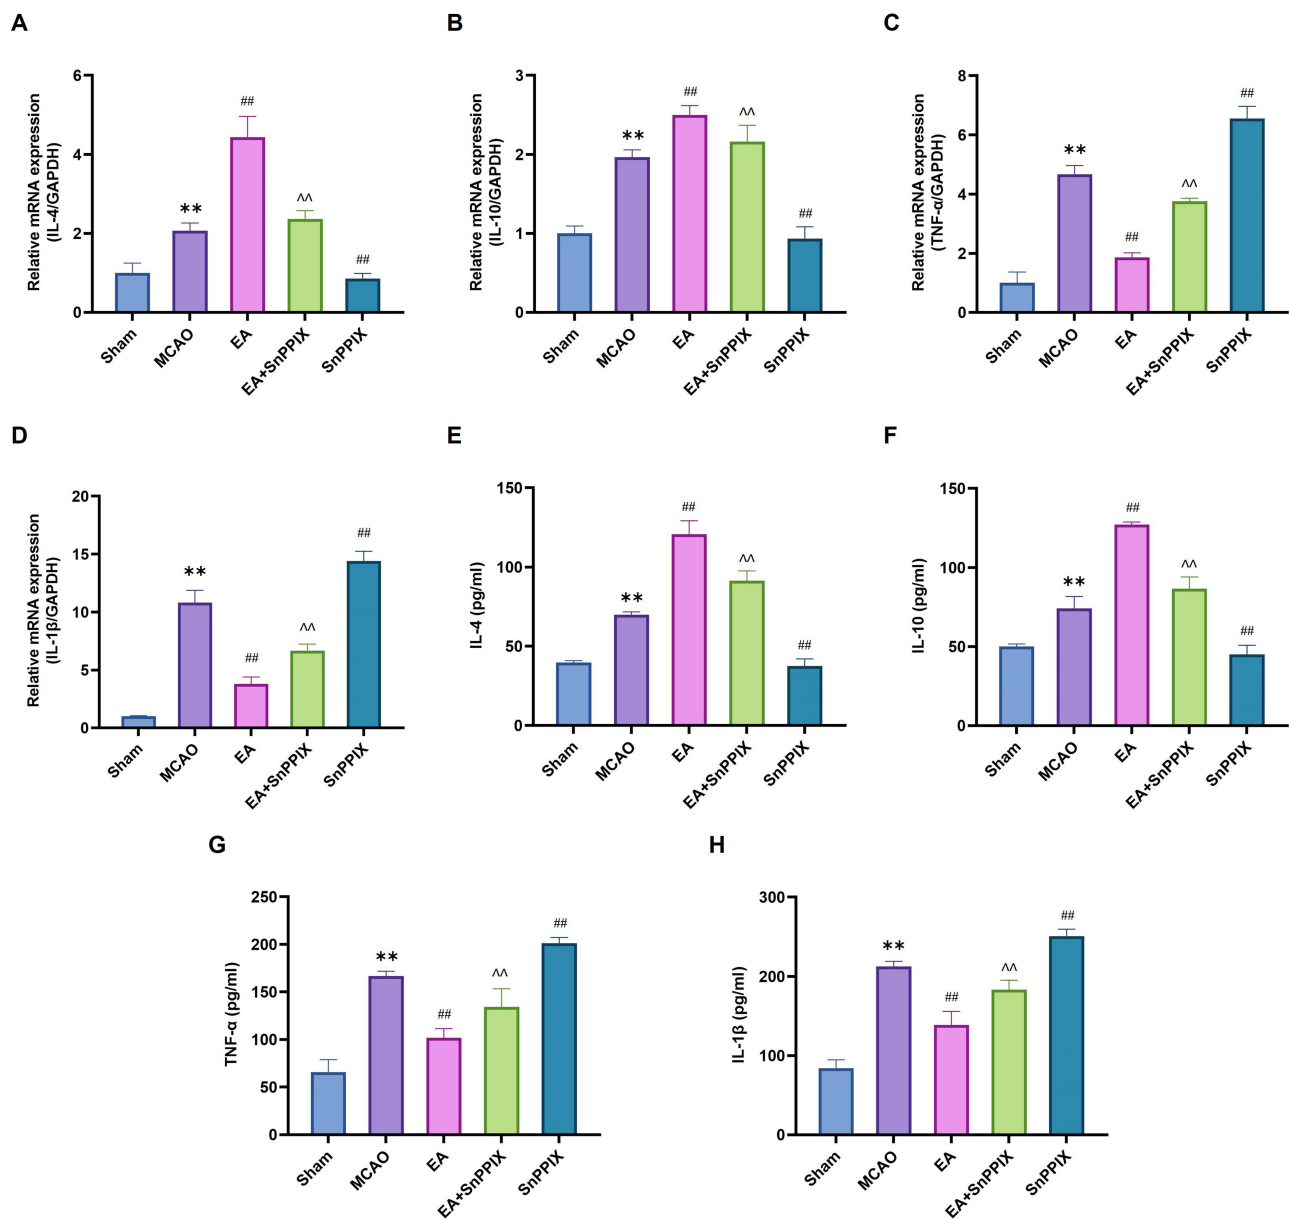 A
B
C
Relative mRNA expression
(IL-4/GAPDH)
6
4
2
0
**
##
^^
##
Sham
MCAO
EA
EA+SnPPIX
SnPPIX
Relative mRNA expression
(IL-10/GAPDH)
3
2
1
0
**
##
^^
##
Sham
MCAO
EA
EA+SnPPIX
SnPPIX
Relative mRNA expression
(TNF-α/GAPDH)
8
6
4
2
0
**
##
^^
##
Sham
MCAO
EA
EA+SnPPIX
SnPPIX
D
E
F
Relative mRNA expression
(IL-1β/GAPDH)
20
15
10
5
0
**
##
^^
##
Sham
MCAO
EA
EA+SnPPIX
SnPPIX
IL-4 (pg/ml)
150
100
50
0
**
##
^^
##
Sham
MCAO
EA
EA+SnPPIX
SnPPIX
IL-10 (pg/ml)
150
100
50
0
**
##
^^
##
Sham
MCAO
EA
EA+SnPPIX
SnPPIX
G
H
TNF-α (pg/ml)
250
200
150
100
50
0
**
##
^^
##
Sham
MCAO
EA
EA+SnPPIX
SnPPIX
IL-1β (pg/ml)
300
200
100
0
**
##
^^
##
Sham
MCAO
EA
EA+SnPPIX
SnPPIX